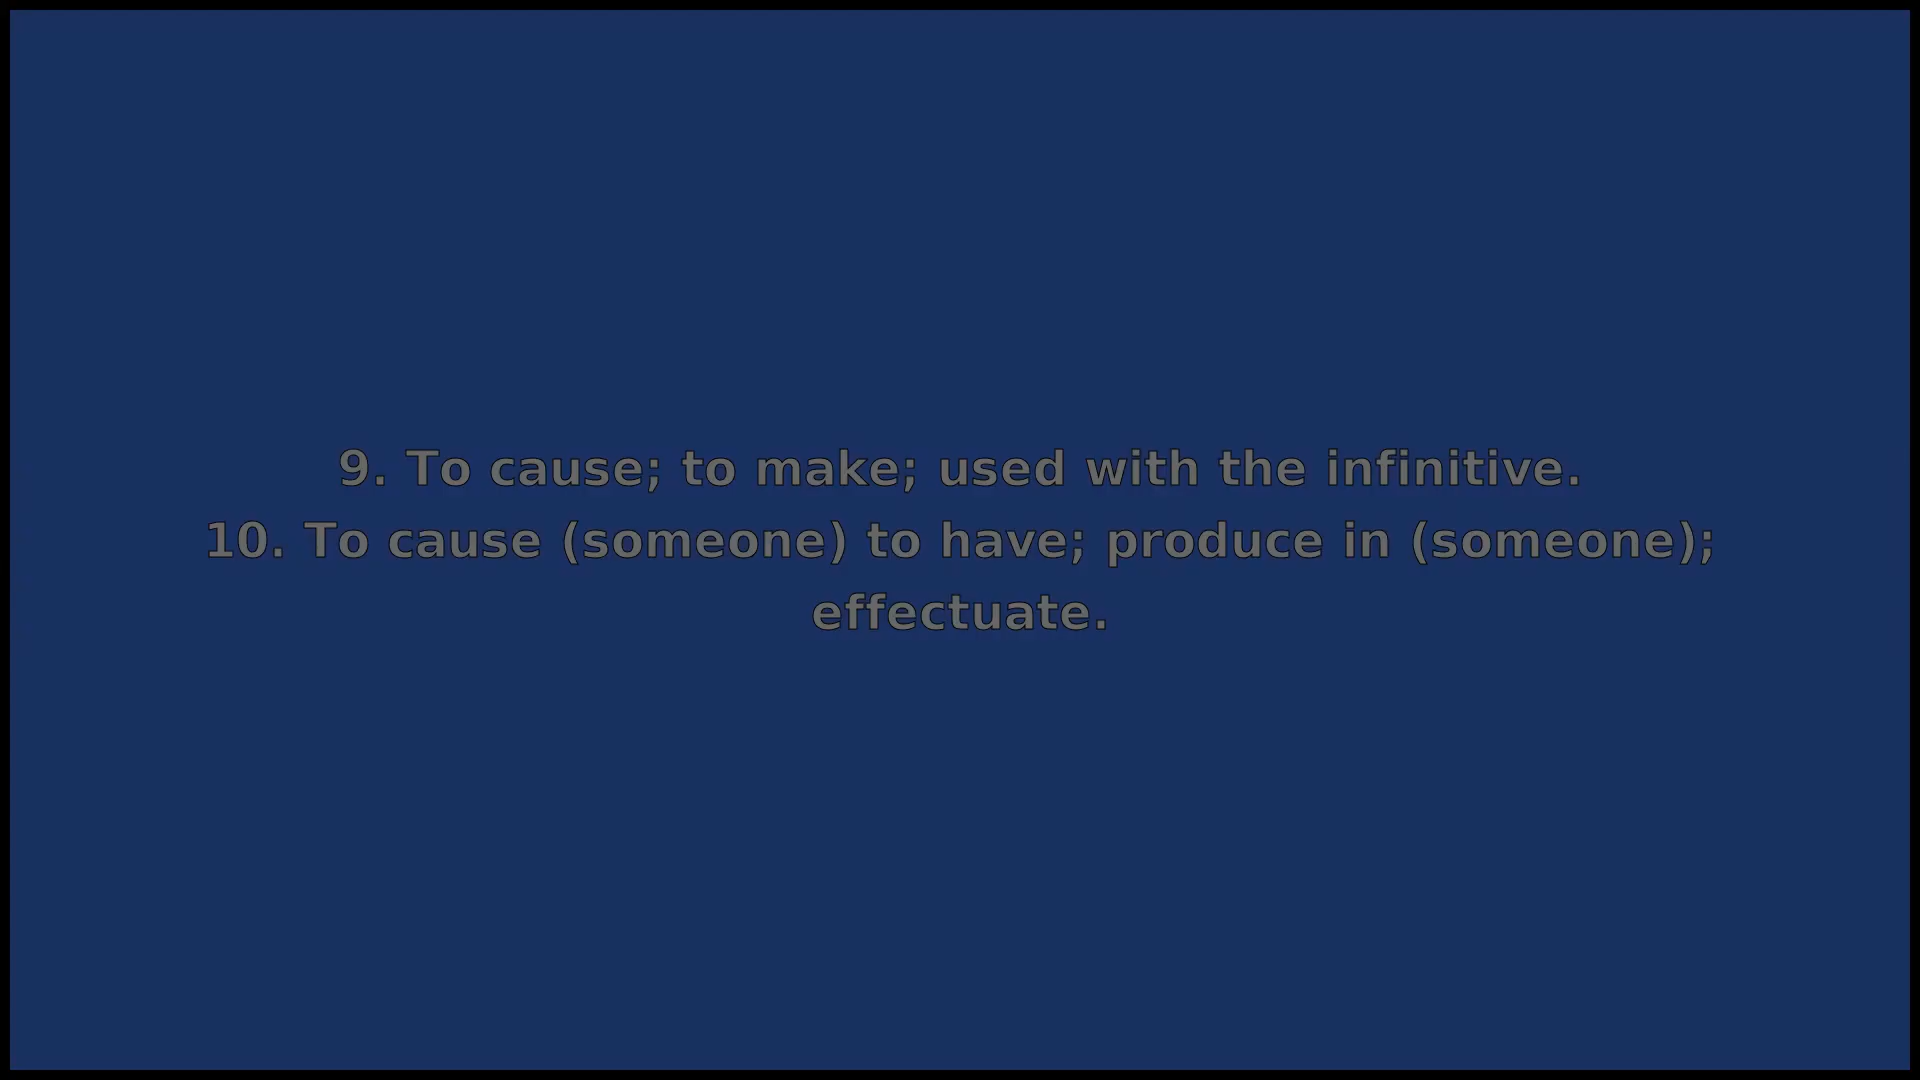 9. To cause; to make; used with the infinitive.
10. To cause (someone) to have; produce in (someone);
effectuate.